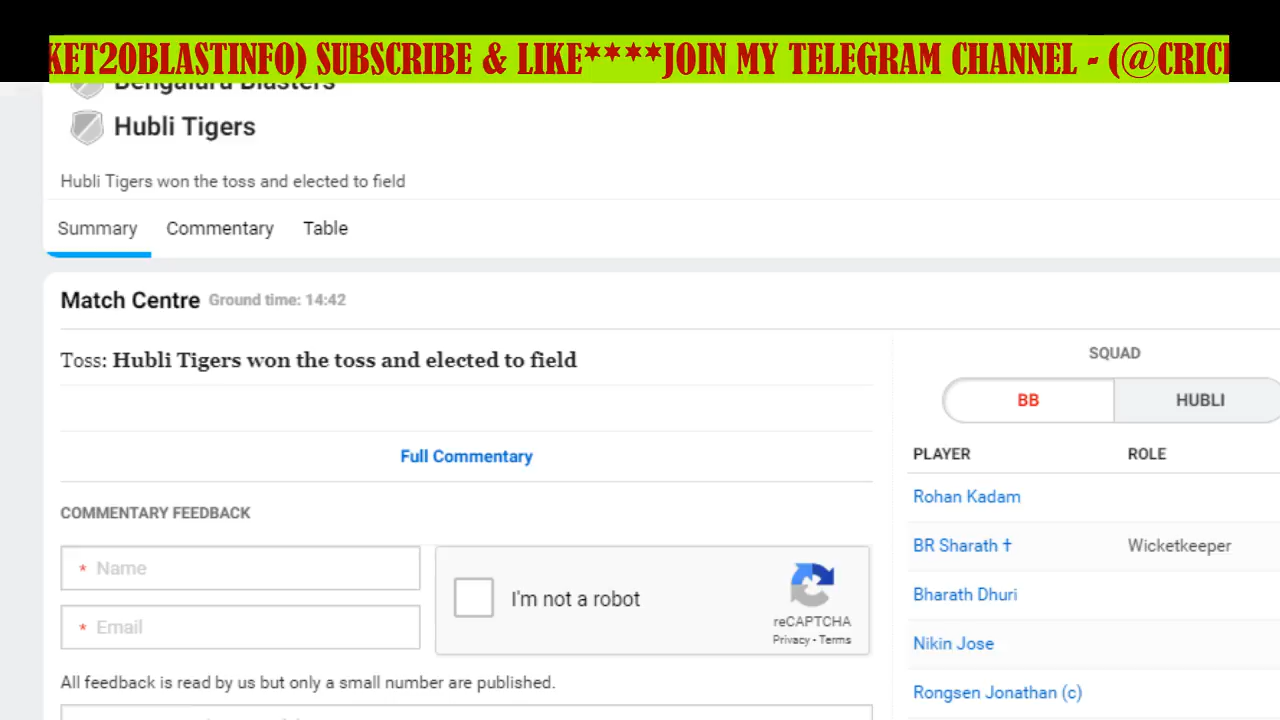 KET20BLASTINFO) SUBSCRIBE & LIKE****JOIN MY TELEGRAM CHANNEL - (@CRICK
Bengaluru Blasters
Hubli Tigers
Hubli Tigers won the toss and elected to field
Summary Commentary Table
Match Centre Ground time: 14:42
Toss: Hubli Tigers won the toss and elected to field
Full Commentary
COMMENTARY FEEDBACK
* Name
* Email
I'm not a robot
reCAPTCHA
Privacy - Terms
All feedback is read by us but only a small number are published.
SQUAD
BB HUBLI
PLAYER ROLE
Rohan Kadam
BR Sharath † Wicketkeeper
Bharath Dhuri
Nikin Jose
Rongsen Jonathan (c)